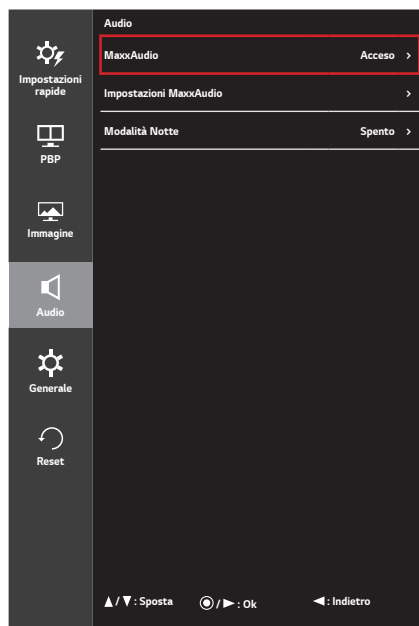 Impostazioni
rapide
PBP
Immagine
Audio
Generale
Reset
Audio
MaxxAudio Acceso >
Impostazioni MaxxAudio >
Modalità Notte Spento >
▲/▼: Sposta ◉/►: Ok ◄: Indietro